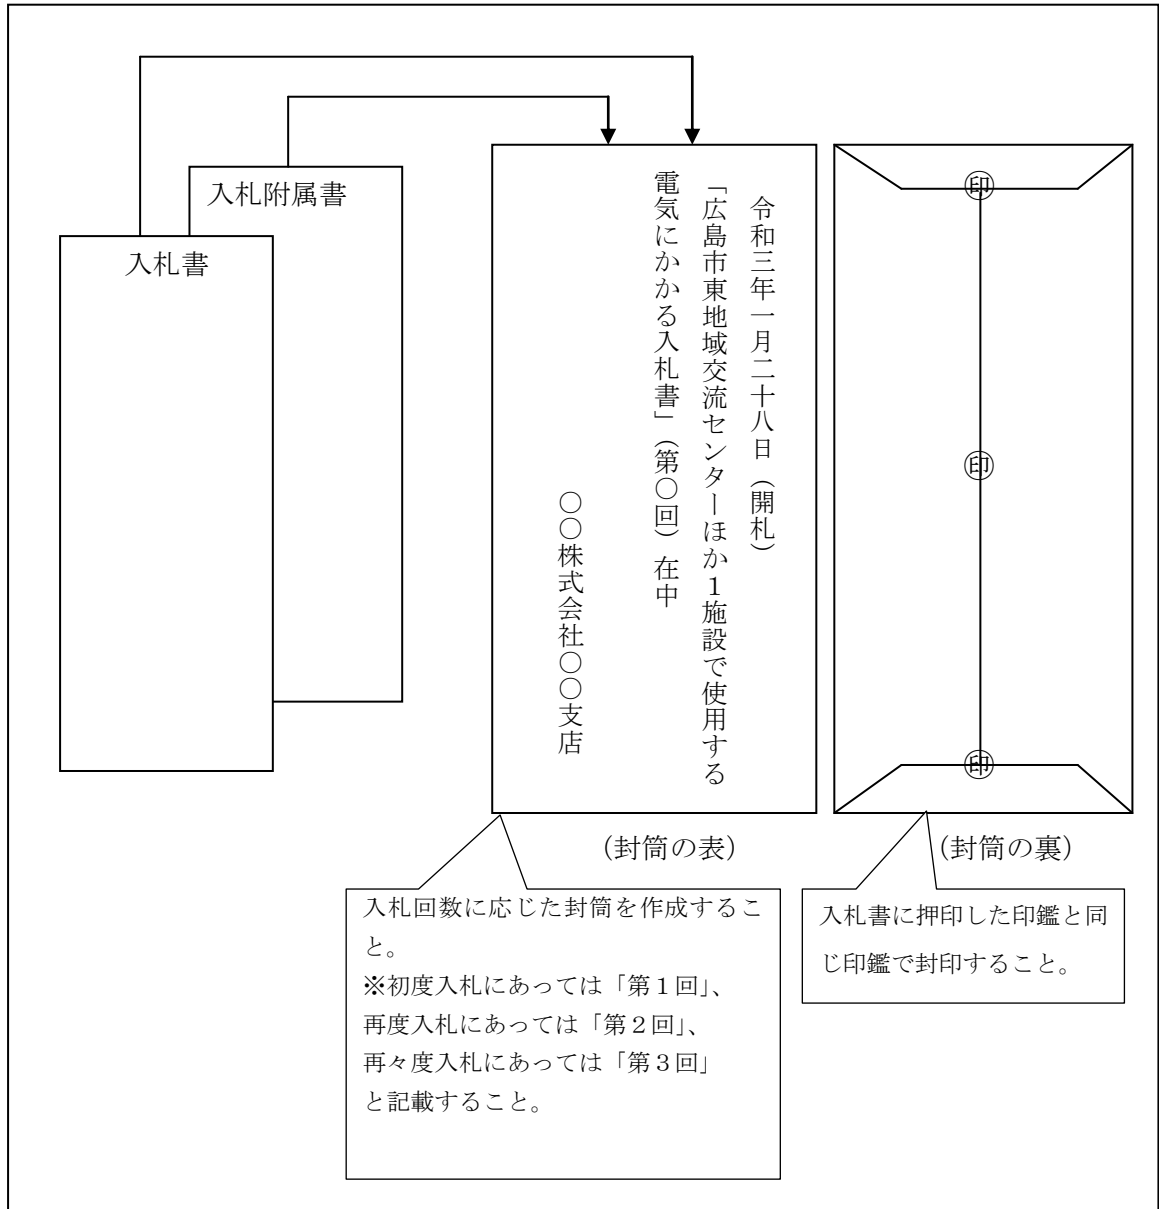 入札附属書
入札書
令和三年一月二十八日（開札）
「広島市東地域交流センターほか１施設で使用する
電気にかかる入札書」（第○回）在中
○○株式会社○○支店
㊞
㊞
㊞
（封筒の表）
（封筒の裏）
入札回数に応じた封筒を作成するこ
と。
※初度入札にあっては「第１回」、
再度入札にあっては「第２回」、
再々度入札にあっては「第３回」
と記載すること。
入札書に押印した印鑑と同
じ印鑑で封印すること。